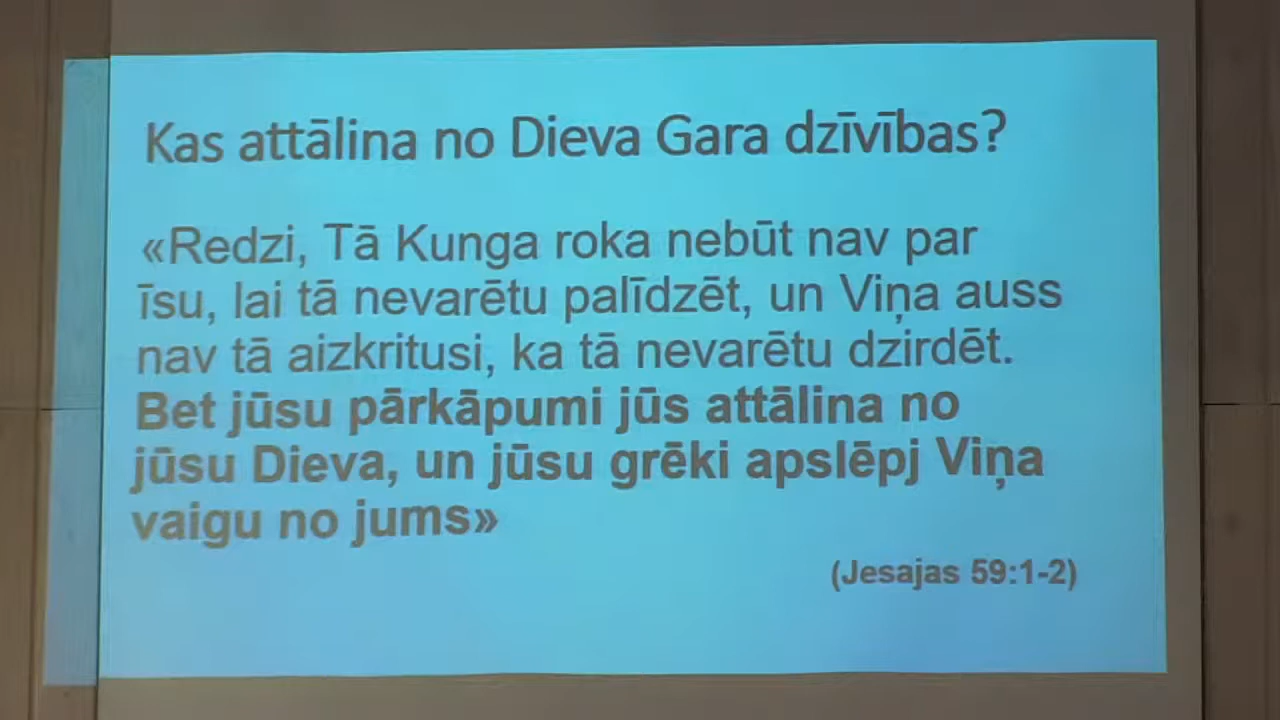 Kas attālina no Dieva Gara dzīvības?
«Redzi, Tā Kunga roka nebūt nav par
īsu, lai tā nevarētu palīdzēt, un Viņa auss
nav tā aizkritusi, ka tā nevarētu dzirdēt.
Bet jūsu pārkāpumi jūs attālina no
jūsu Dieva, un jūsu grēki apslēpj Viņa
vaigu no jums»
(Jesajas 59:1-2)